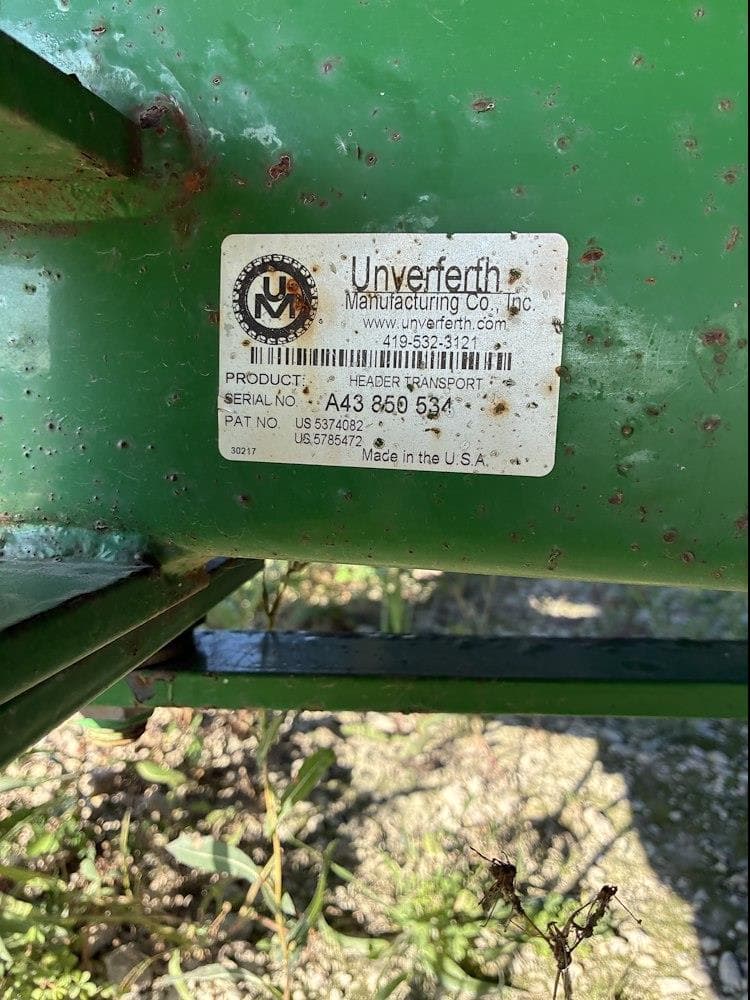 UM
Unverferth
Manufacturing Co., Inc.
www.unverferth.com
419-532-3121
PRODUCT: HEADER TRANSPORT
SERIAL NO. A43 850 534
PAT NO. US 5374082
US 5785472
30217 Made in the U.S.A.